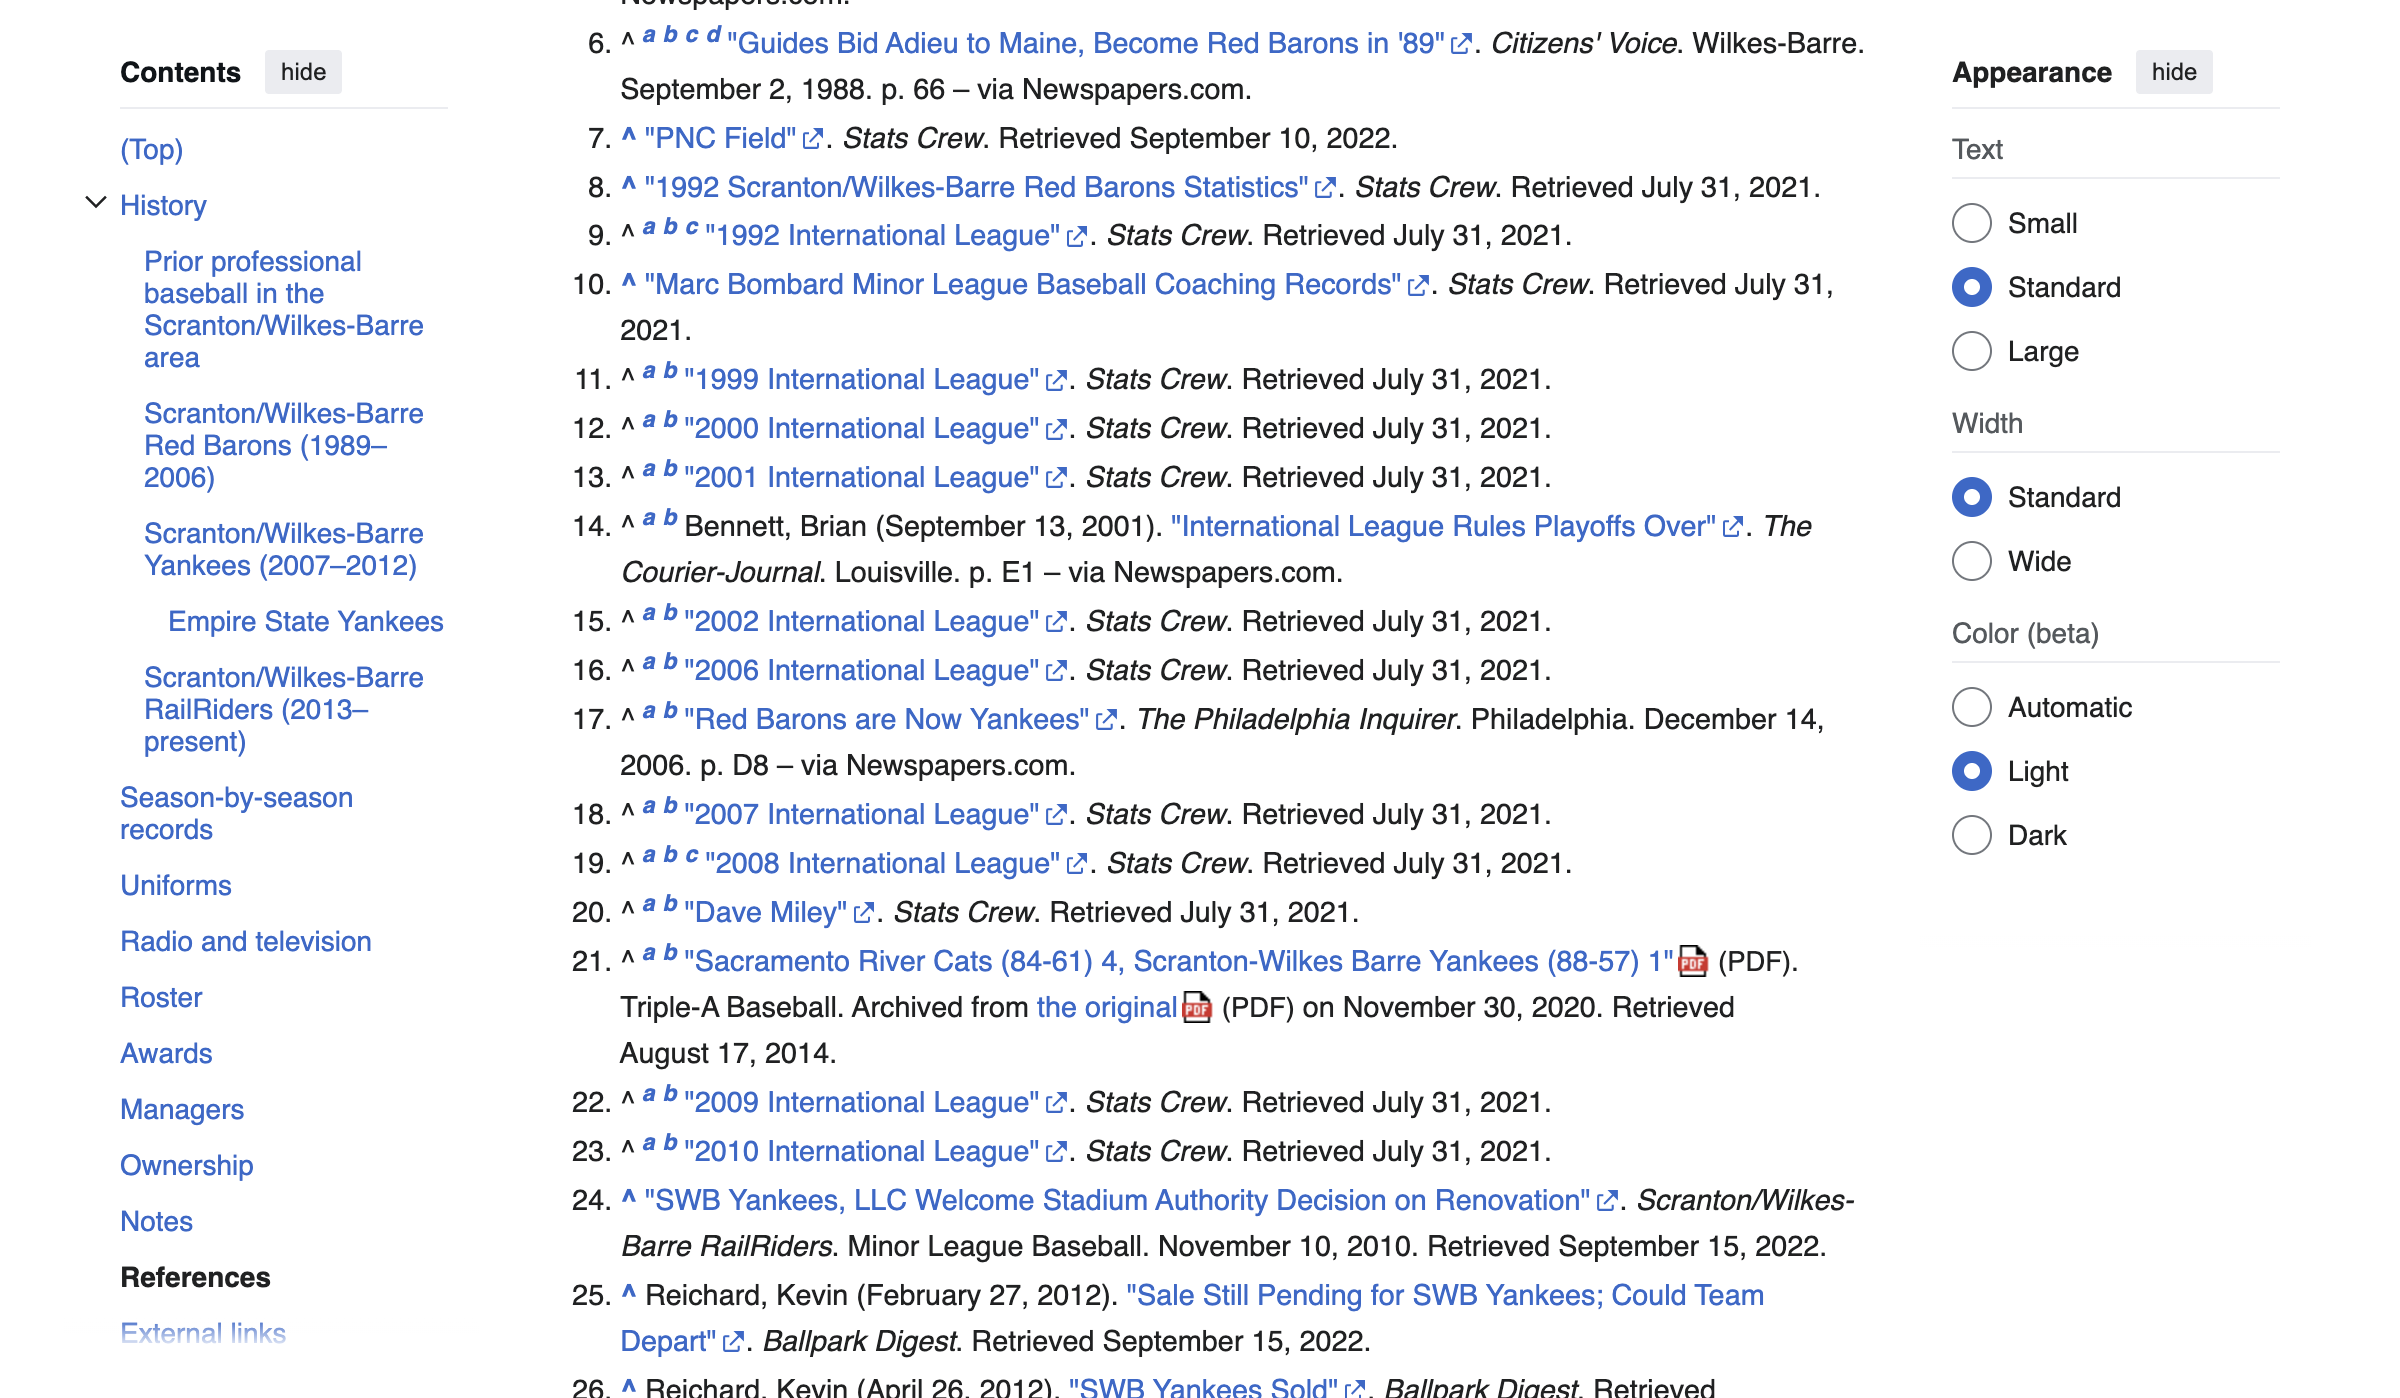 Contents hide
(Top)
History
Prior professional
baseball in the
Scranton/Wilkes-Barre
area
Scranton/Wilkes-Barre
Red Barons (1989–
2006)
Scranton/Wilkes-Barre
Yankees (2007–2012)
Empire State Yankees
Scranton/Wilkes-Barre
RailRiders (2013–
present)
Season-by-season
records
Uniforms
Radio and television
Roster
Awards
Managers
Ownership
Notes
References
External links
Newspapers.com.
6. ^ a b c d "Guides Bid Adieu to Maine, Become Red Barons in '89". Citizens' Voice. Wilkes-Barre.
September 2, 1988. p. 66 – via Newspapers.com.
7. ^ "PNC Field". Stats Crew. Retrieved September 10, 2022.
8. ^ "1992 Scranton/Wilkes-Barre Red Barons Statistics". Stats Crew. Retrieved July 31, 2021.
9. ^ a b c "1992 International League". Stats Crew. Retrieved July 31, 2021.
10. ^ "Marc Bombard Minor League Baseball Coaching Records". Stats Crew. Retrieved July 31,
2021.
11. ^ a b "1999 International League". Stats Crew. Retrieved July 31, 2021.
12. ^ a b "2000 International League". Stats Crew. Retrieved July 31, 2021.
13. ^ a b "2001 International League". Stats Crew. Retrieved July 31, 2021.
14. ^ a b Bennett, Brian (September 13, 2001). "International League Rules Playoffs Over". The
Courier-Journal. Louisville. p. E1 – via Newspapers.com.
15. ^ a b "2002 International League". Stats Crew. Retrieved July 31, 2021.
16. ^ a b "2006 International League". Stats Crew. Retrieved July 31, 2021.
17. ^ a b "Red Barons are Now Yankees". The Philadelphia Inquirer. Philadelphia. December 14,
2006. p. D8 – via Newspapers.com.
18. ^ a b "2007 International League". Stats Crew. Retrieved July 31, 2021.
19. ^ a b c "2008 International League". Stats Crew. Retrieved July 31, 2021.
20. ^ a b "Dave Miley". Stats Crew. Retrieved July 31, 2021.
21. ^ a b "Sacramento River Cats (84-61) 4, Scranton-Wilkes Barre Yankees (88-57) 1" PDF (PDF).
Triple-A Baseball. Archived from the original PDF (PDF) on November 30, 2020. Retrieved
August 17, 2014.
22. ^ a b "2009 International League". Stats Crew. Retrieved July 31, 2021.
23. ^ a b "2010 International League". Stats Crew. Retrieved July 31, 2021.
24. ^ "SWB Yankees, LLC Welcome Stadium Authority Decision on Renovation". Scranton/Wilkes-
Barre RailRiders. Minor League Baseball. November 10, 2010. Retrieved September 15, 2022.
25. ^ Reichard, Kevin (February 27, 2012). "Sale Still Pending for SWB Yankees; Could Team
Depart". Ballpark Digest. Retrieved September 15, 2022.
26. ^ Reichard, Kevin (April 26, 2012). "SWB Yankees Sold". Ballpark Digest. Retrieved
Appearance hide
Text
Small
Standard
Large
Width
Standard
Wide
Color (beta)
Automatic
Light
Dark